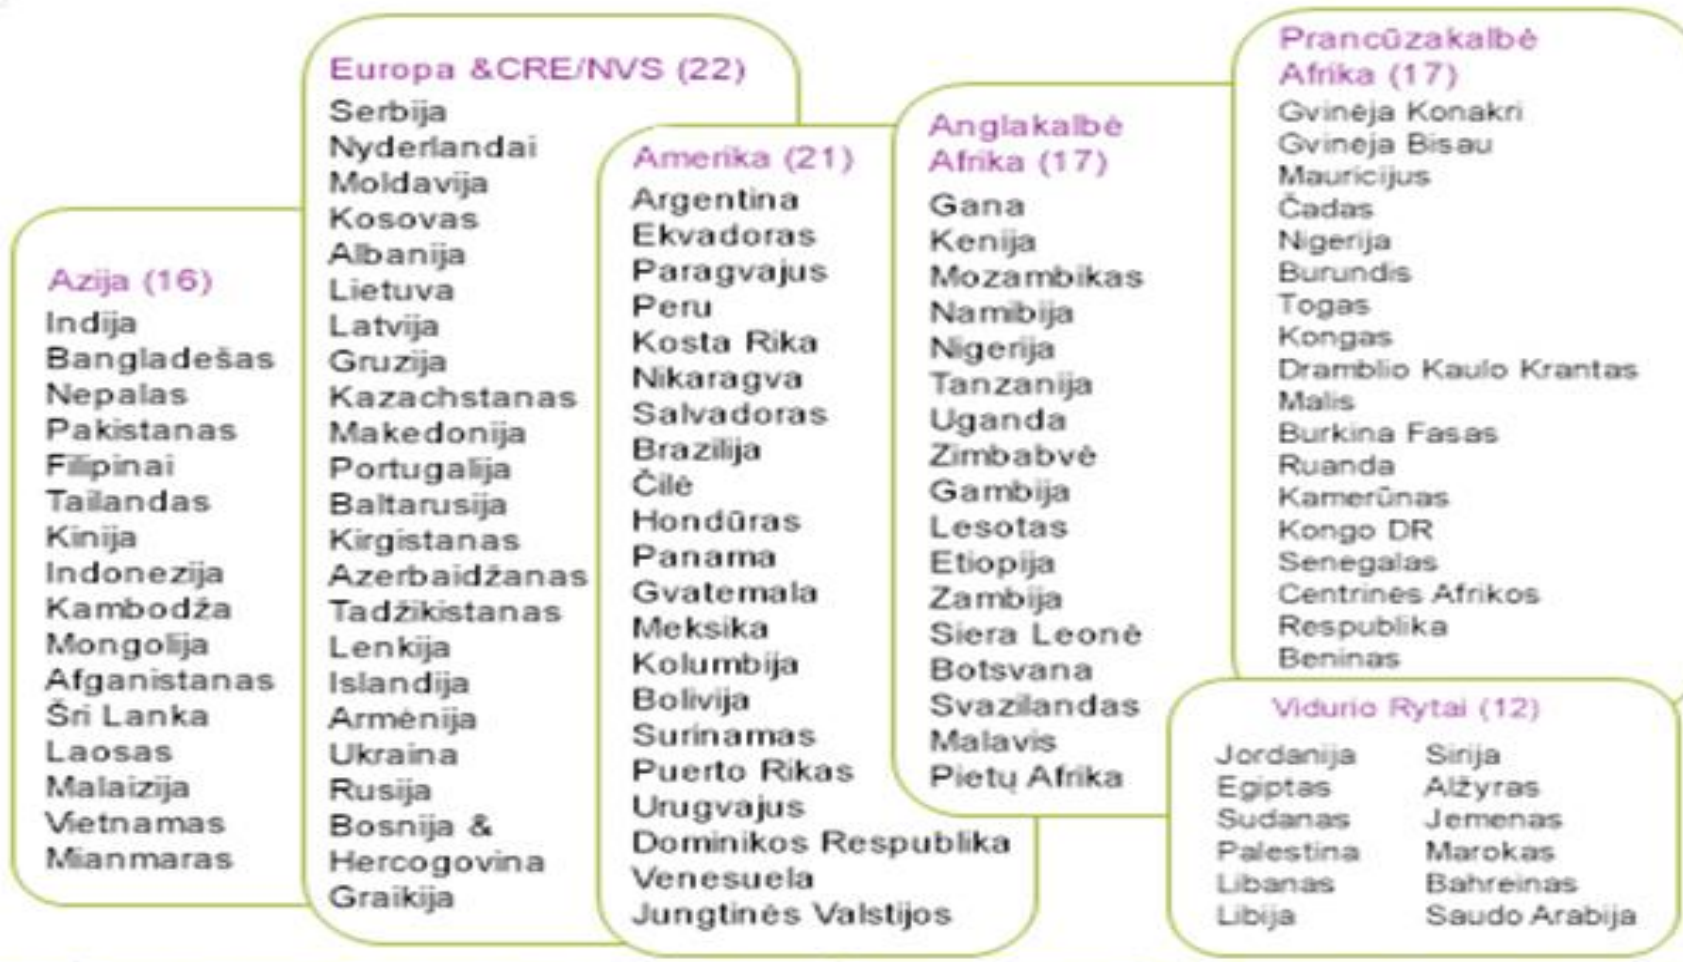 Azija (16)
Indija
Bangladešas
Nepalas
Pakistanas
Filipinai
Tailandas
Kinija
Indonezija
Kambodža
Mongolija
Afganistanas
Šri Lanka
Laosas
Malaizija
Vietnamas
Mianmaras
Europa &CRE/NVS (22)
Serbija
Nyderlandai
Moldavija
Kosovas
Albanija
Lietuva
Latvija
Gruzija
Kazachstanas
Makedonija
Portugalija
Baltarusija
Kirgistanas
Azerbaidžanas
Tadžikistanas
Lenkija
Islandija
Armėnija
Ukraina
Rusija
Bosnija &
Hercogovina
Graikija
Amerika (21)
Argentina
Ekvadoras
Paragvajus
Peru
Kosta Rika
Nikaragva
Salvadoras
Brazilija
Čilė
Hondūras
Panama
Gvatemala
Meksika
Kolumbija
Bolivija
Surinamas
Puerto Rikas
Urugvajus
Dominikos Respublika
Venesuela
Jungtinės Valstijos
Anglakalbė
Afrika (17)
Gana
Kenija
Mozambikas
Namibija
Nigerija
Tanzanija
Uganda
Zimbabvė
Gambija
Lesotas
Etiopija
Zambija
Siera Leonė
Botsvana
Svazilandas
Malavis
Pietų Afrika
Prancūzakalbė
Afrika (17)
Gvinėja Konakri
Gvinėja Bisau
Mauricijus
Čadas
Nigerija
Burundis
Togas
Kongas
Dramblio Kaulo Krantas
Malis
Burkina Fasas
Ruanda
Kamerūnas
Kongo DR
Senegalas
Centrinės Afrikos
Respublika
Beninas
Vidurio Rytai (12)
Jordanija
Egiptas
Sudanas
Palestina
Libanas
Libija
Sirija
Alžyras
Jemenas
Marokas
Bahreinas
Saudo Arabija